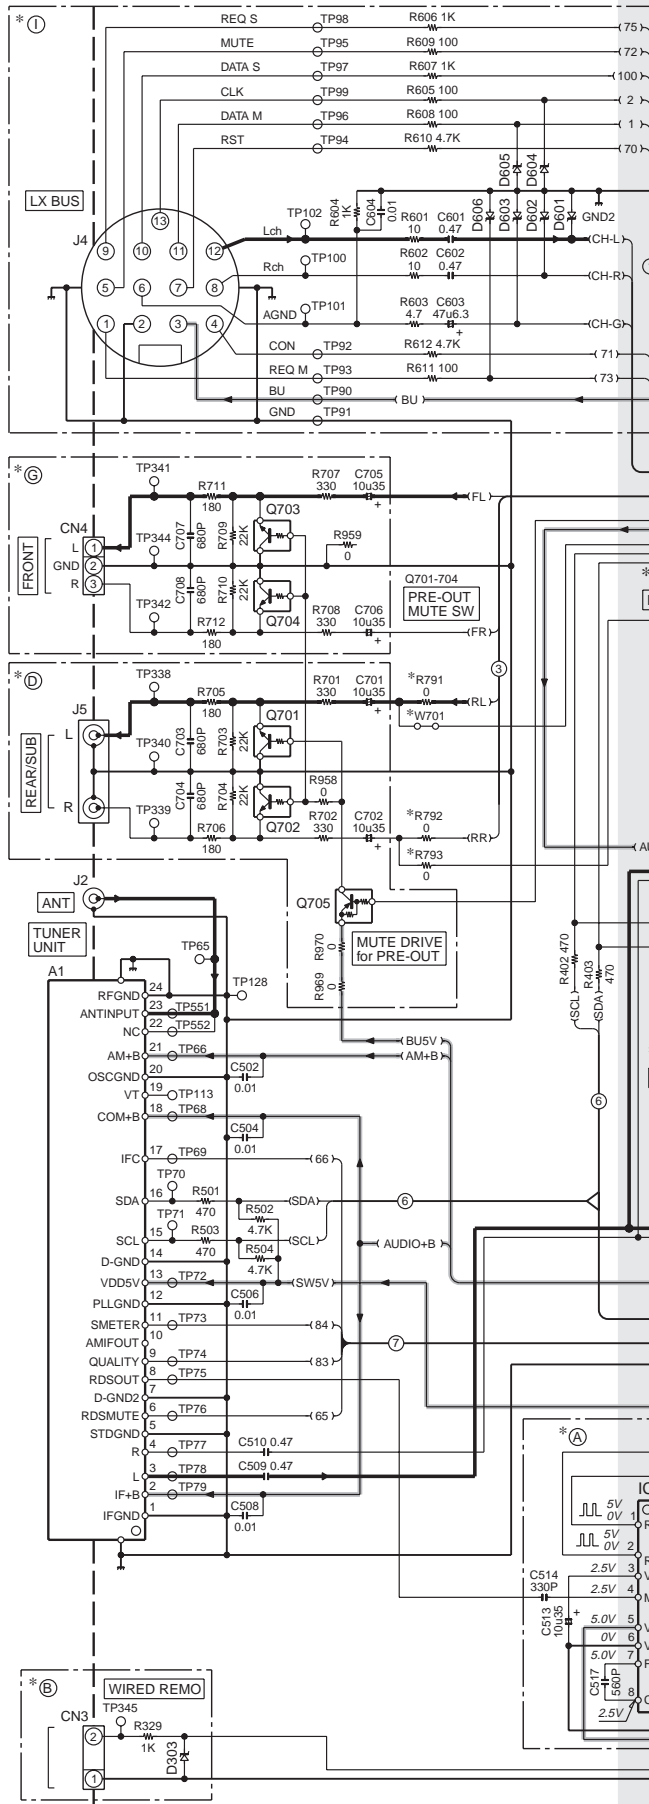 * I
REQ S TP98 R606 1K (75)
MUTE TP95 R609 100 (72)
DATA S TP97 R607 1K (100)
CLK TP99 R605 100 (2)
DATA M TP96 R608 100 (1)
RST TP94 R610 4.7K (70)
D605 D604
LX BUS
13
R604 1K
C604 0.01
D606 D603 D602 D601
GND2
J4
TP102
Lch
R601 10
C601 0.47
(CH-L)
9 10 11 12
TP100
Rch
R602 10
C602 0.47
(CH-R)
5 6 7 8
TP101
AGND
R603 4.7
C603 47u6.3
+
(CH-G)
1 2 3 4
CON TP92 R612 4.7K (71)
REQ M TP93 R611 100 (73)
BU TP90 (BU)
GND TP91
* G
TP341
R711 180
R707 330
C705 10u35
+
(FL)
CN4
Q703
FRONT
L 1
GND 2
R 3
TP344
C707 680P
R709 22K
R959 0
C708 680P
R710 22K
Q701-704
PRE-OUT
MUTE SW
TP342
Q704
R712 180
R708 330
C706 10u35
+
(FR)
3
* D
TP338
R705 180
R701 330
C701 10u35
+
*R791 0
(RL)
J5
Q701
*W701
REAR/SUB
L
TP340
C703 680P
R703 22K
R958 0
C704 680P
R704 22K
R
TP339
Q702
R706 180
R702 330
C702 10u35
+
*R792 0
(RR)
*R793 0
J2
ANT
Q705
TUNER
UNIT
TP65
R970 0
MUTE DRIVE
for PRE-OUT
R402 470
R403 470
A1
TP128
R969 0
(SCL)
(SDA)
RFGND 24
ANTINPUT 23 TP551
NC 22 TP552
(BU5V)
AM+B 21 TP66 (AM+B)
OSCGND 20
C502 0.01
VT 19 TP113
COM+B 18 TP68
6
C504 0.01
IFC 17 TP69 (66)
TP70
SDA 16 R501 470 (SDA) 6
R502 4.7K
TP71
SCL 15 R503 470 (SCL)
(AUDIO+B)
R504 4.7K
D-GND 14
VDD5V 13 TP72 (SW5V)
PLLGND 12
C506 0.01
SMETER 11 TP73 (84)
AMIFOUT 10
7
QUALITY 9 TP74 (83)
RDSOUT 8 TP75
D-GND2 7
RDSMUTE 6 TP76 (65)
STDGND 5
* A
R 4 TP77 C510 0.47
L 3 TP78 C509 0.47
IF+B 2 TP79
IFGND 1
C508 0.01
5V
0V 1
5V
0V 2
2.5V 3
2.5V 4
5.0V 5
0V 6
5.0V 7
8
2.5V
C514 330P
C513 10u35
+
C517 560P
* B
WIRED REMO
CN3
TP345
2
R329 1K
D303
1